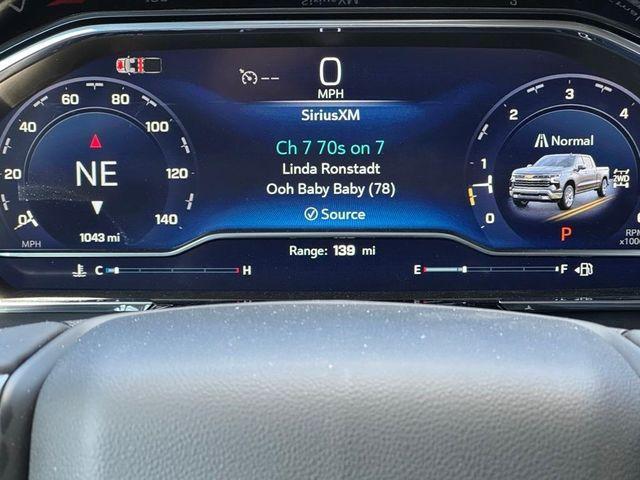 SiriusXM
0
MPH
SiriusXM
Ch 7 70s on 7
Linda Ronstadt
Ooh Baby Baby (78)
Source
0
20
40
60
80
100
120
140
MPH
NE
1043 mi
0
1
2
3
4
Normal
2WD
P
RPM
x1000
Range: 139 mi
C H
E F